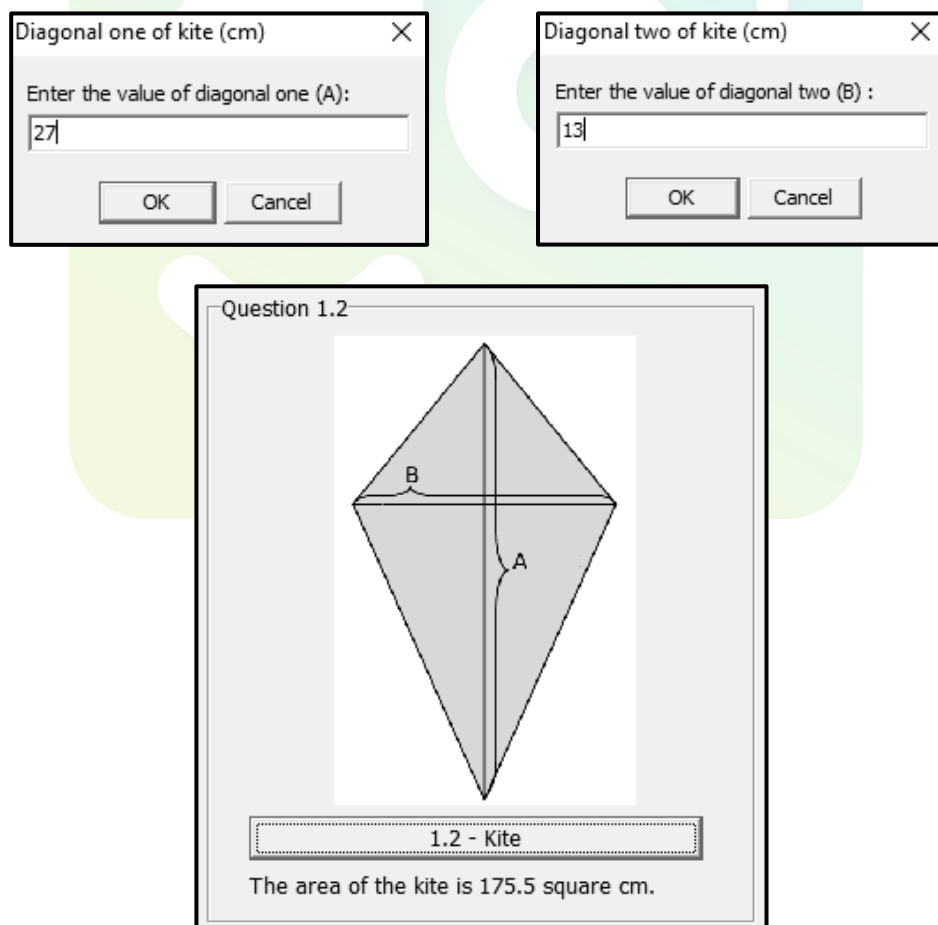 Diagonal one of kite (cm)
Enter the value of diagonal one (A):
27
OK Cancel
Diagonal two of kite (cm)
Enter the value of diagonal two (B) :
13
OK Cancel
Question 1.2
B
A
1.2 - Kite
The area of the kite is 175.5 square cm.